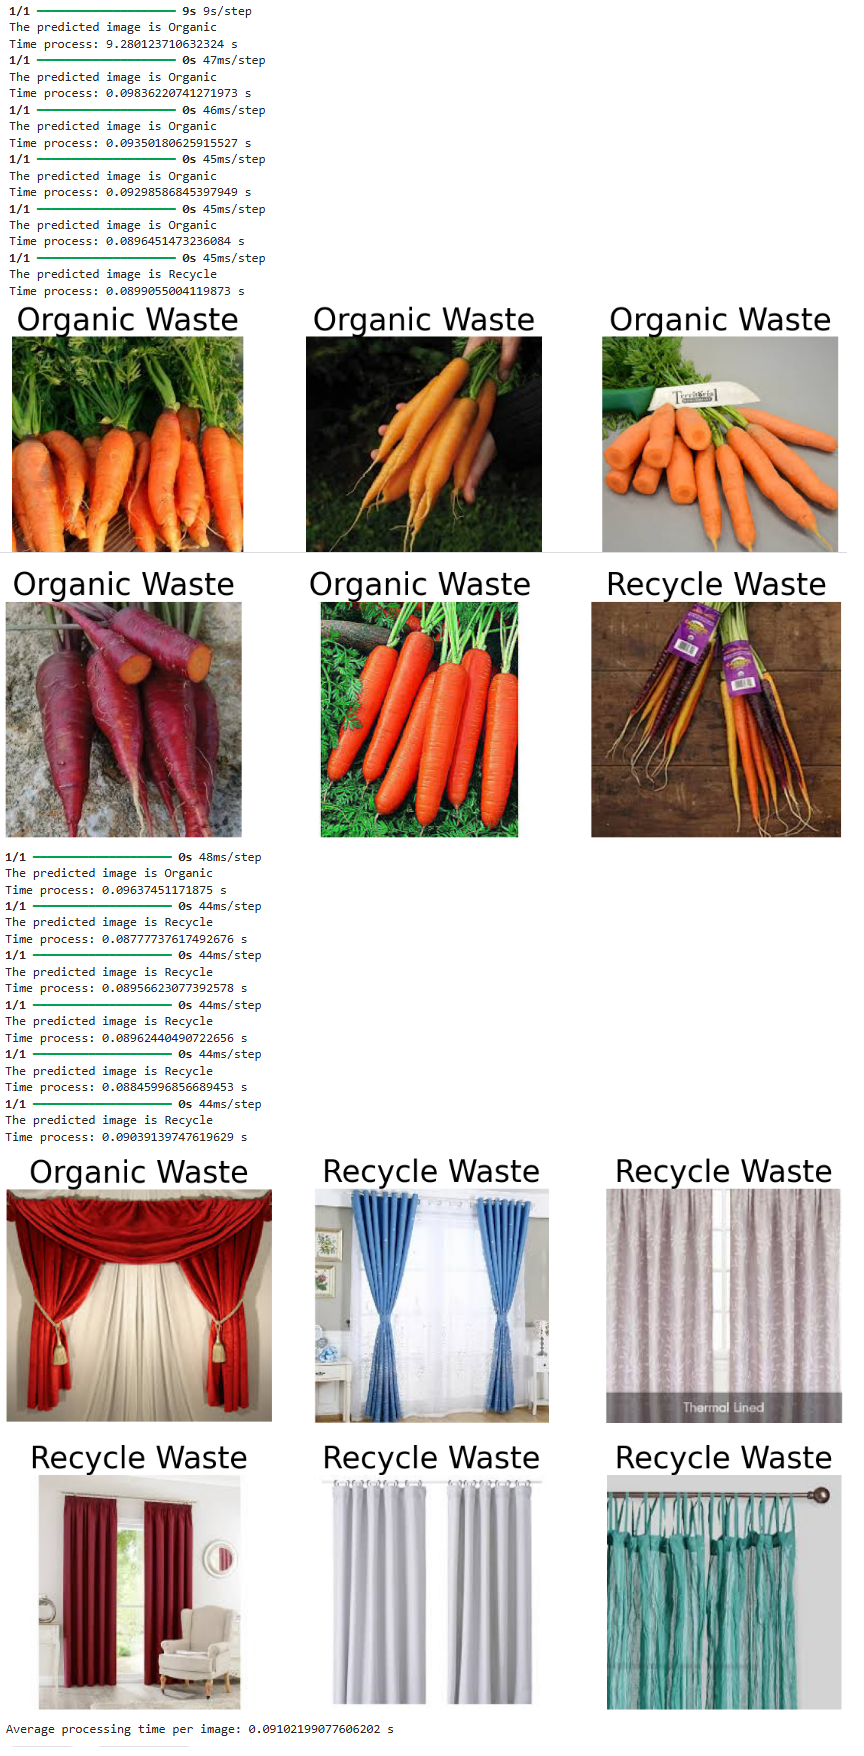 1/1 ━━━━━━━━━━━━━━━━━━━━ 9s 9s/step
The predicted image is Organic
Time process: 9.280123710632324 s
1/1 ━━━━━━━━━━━━━━━━━━━━ 0s 47ms/step
The predicted image is Organic
Time process: 0.09836220741271973 s
1/1 ━━━━━━━━━━━━━━━━━━━━ 0s 46ms/step
The predicted image is Organic
Time process: 0.09350180625915527 s
1/1 ━━━━━━━━━━━━━━━━━━━━ 0s 45ms/step
The predicted image is Organic
Time process: 0.09298586845397949 s
1/1 ━━━━━━━━━━━━━━━━━━━━ 0s 45ms/step
The predicted image is Organic
Time process: 0.0896451473236084 s
1/1 ━━━━━━━━━━━━━━━━━━━━ 0s 45ms/step
The predicted image is Recycle
Time process: 0.0899055004119873 s
Organic Waste Organic Waste Organic Waste
Territorial
Organic Waste Organic Waste Recycle Waste
1/1 ━━━━━━━━━━━━━━━━━━━━ 0s 48ms/step
The predicted image is Organic
Time process: 0.09637451171875 s
1/1 ━━━━━━━━━━━━━━━━━━━━ 0s 44ms/step
The predicted image is Recycle
Time process: 0.08777737617492676 s
1/1 ━━━━━━━━━━━━━━━━━━━━ 0s 44ms/step
The predicted image is Recycle
Time process: 0.08956623077392578 s
1/1 ━━━━━━━━━━━━━━━━━━━━ 0s 44ms/step
The predicted image is Recycle
Time process: 0.08962440490722656 s
1/1 ━━━━━━━━━━━━━━━━━━━━ 0s 44ms/step
The predicted image is Recycle
Time process: 0.08845996856689453 s
1/1 ━━━━━━━━━━━━━━━━━━━━ 0s 44ms/step
The predicted image is Recycle
Time process: 0.09039139747619629 s
Organic Waste Recycle Waste Recycle Waste
Thermal Lined
Recycle Waste Recycle Waste Recycle Waste
Average processing time per image: 0.09102199077606202 s